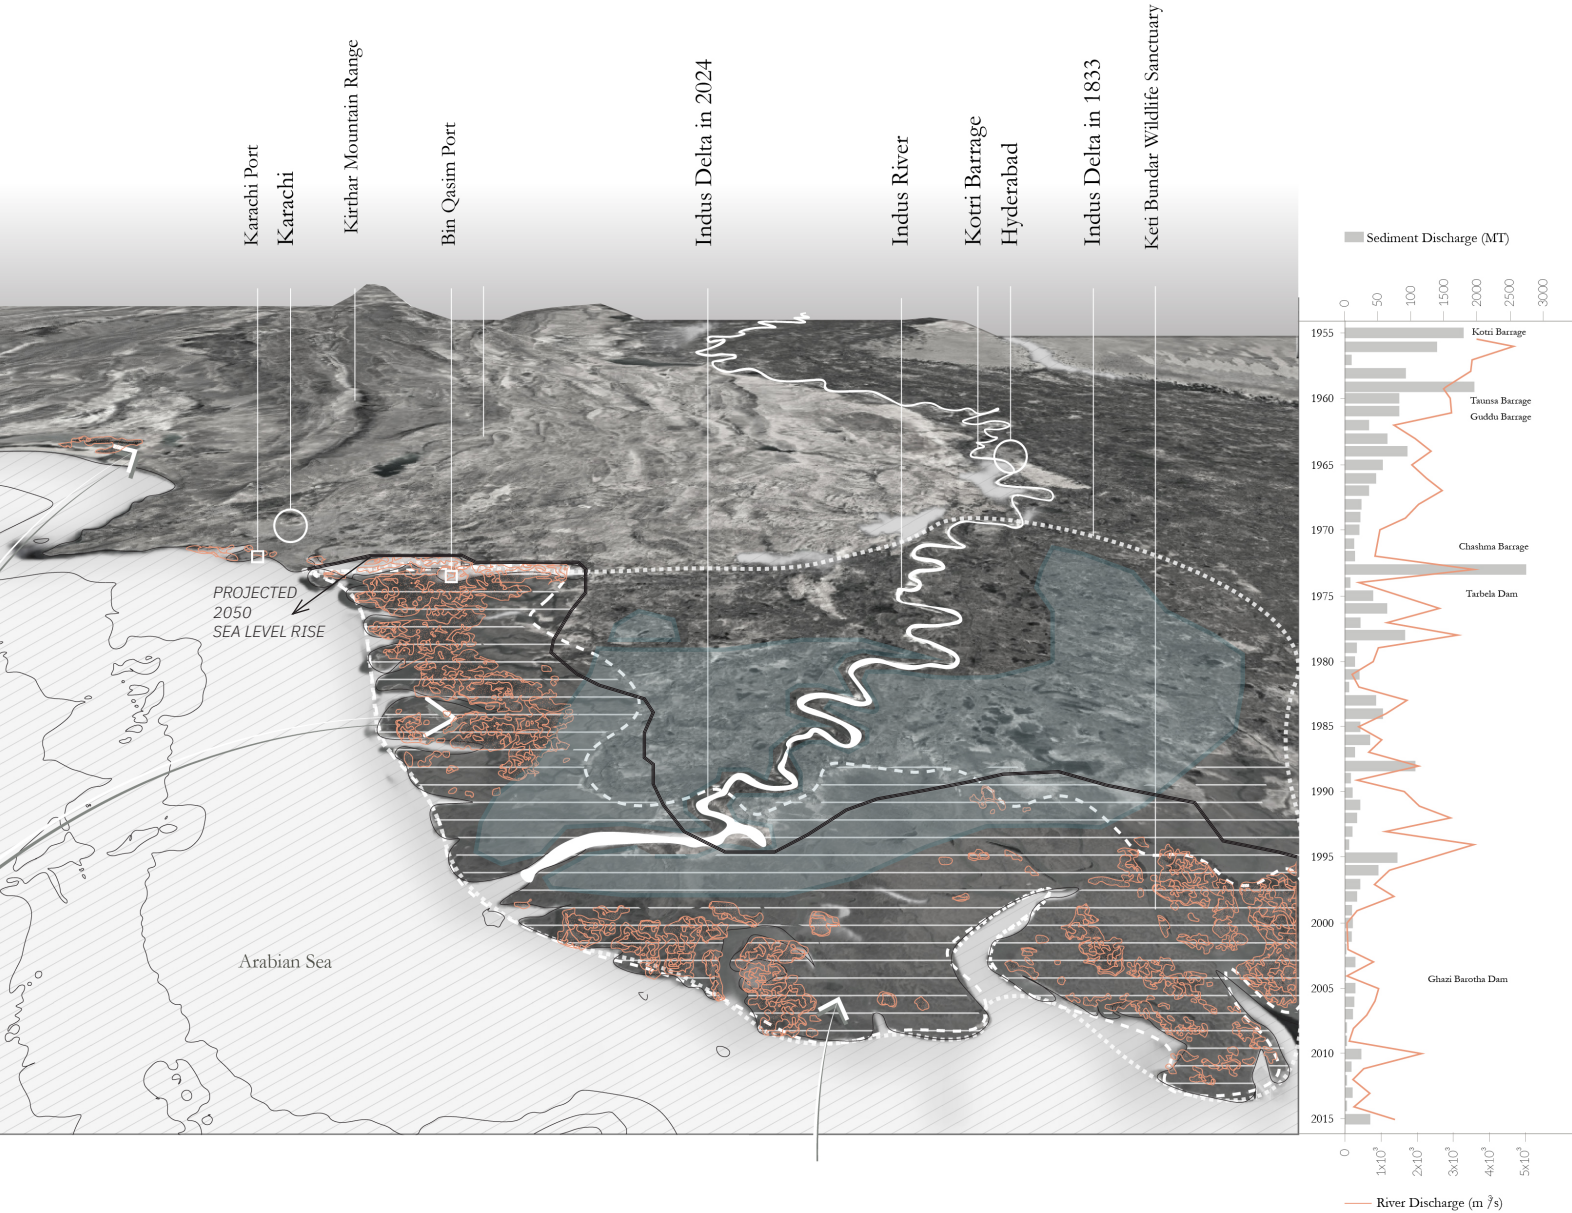 Karachi Port
Karachi
Kirthar Mountain Range
Bin Qasim Port
Indus Delta in 2024
Indus River
Kotri Barrage
Hyderabad
Indus Delta in 1833
Keti Bundar Wildlife Sanctuary
PROJECTED
2050
SEA LEVEL RISE
Arabian Sea
Sediment Discharge (MT)
0
50
100
1500
2000
2500
3000
1955
1960
1965
1970
1975
1980
1985
1990
1995
2000
2005
2010
2015
Kotri Barrage
Taunsa Barrage
Guddu Barrage
Chashma Barrage
Tarbela Dam
Ghazi Barotha Dam
0
1x10³
2x10³
3x10³
4x10³
5x10³
River Discharge (m³/s)